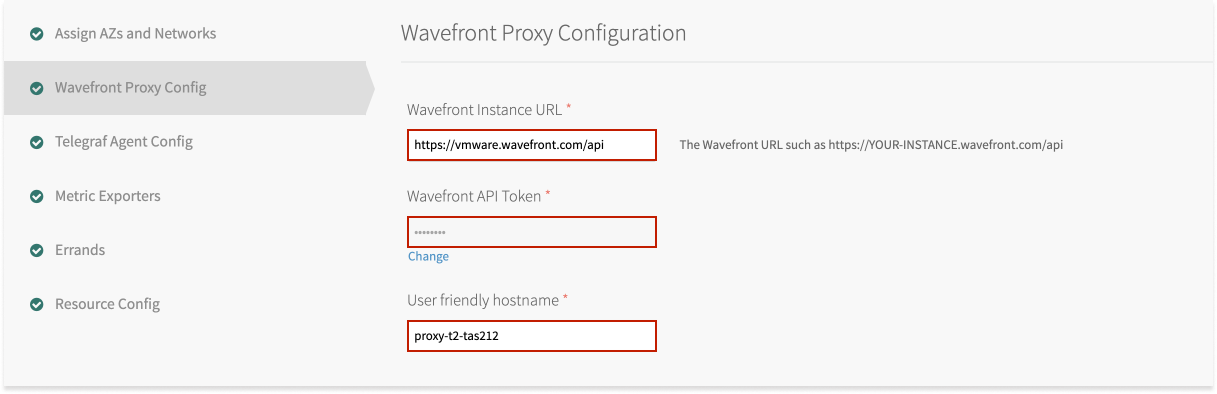 Assign AZs and Networks
Wavefront Proxy Config
Telegraf Agent Config
Metric Exporters
Errands
Resource Config
Wavefront Proxy Configuration
Wavefront Instance URL *
https://vmware.wavefront.com/api
The Wavefront URL such as https://YOUR-INSTANCE.wavefront.com/api
Wavefront API Token *
••••••••
Change
User friendly hostname *
proxy-t2-tas212